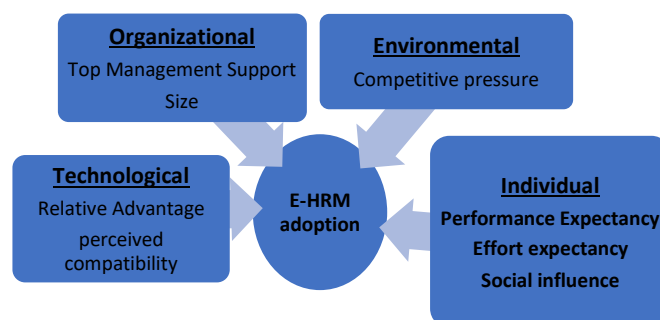 Organizational
Top Management Support
Size
Environmental
Competitive pressure
Technological
Relative Advantage
perceived
compatibility
E-HRM
adoption
Individual
Performance Expectancy
Effort expectancy
Social influence